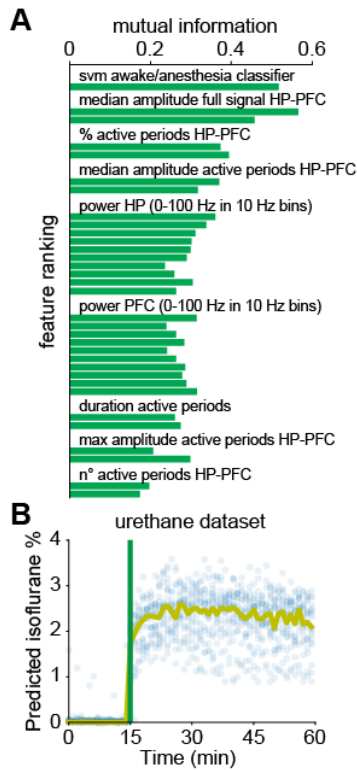 A
mutual information
0 0.2 0.4 0.6
svm awake/anesthesia classifier
median amplitude full signal HP-PFC
% active periods HP-PFC
median amplitude active periods HP-PFC
power HP (0-100 Hz in 10 Hz bins)
power PFC (0-100 Hz in 10 Hz bins)
duration active periods
max amplitude active periods HP-PFC
n° active periods HP-PFC
feature ranking
B
urethane dataset
Predicted isoflurane %
4
3
2
1
0
0 15 30 45 60
Time (min)